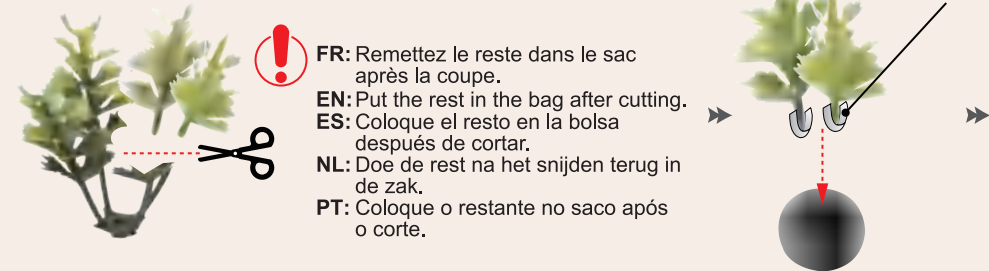 FR: Remettez le reste dans le sac
après la coupe.
EN: Put the rest in the bag after cutting.
ES: Coloque el resto en la bolsa
después de cortar.
NL: Doe de rest na het snijden terug in
de zak.
PT: Coloque o restante no saco após
o corte.